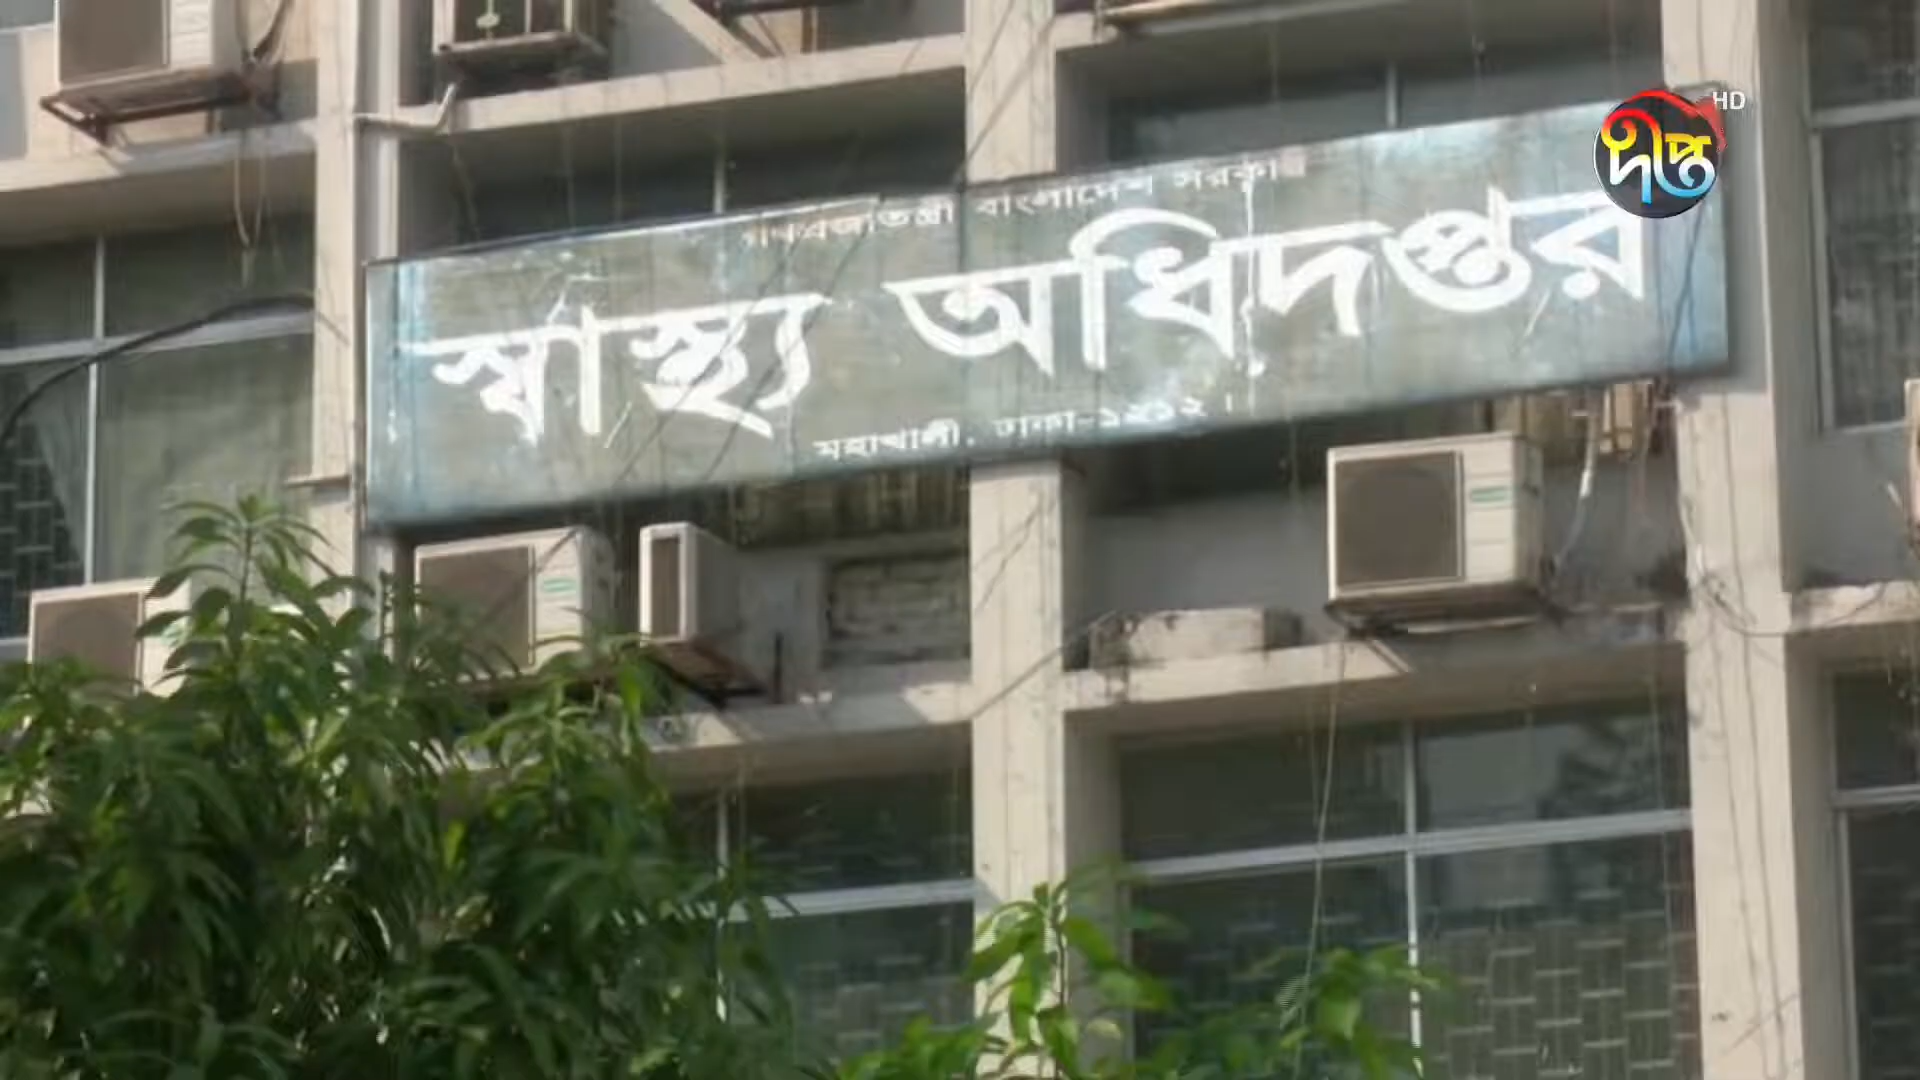 গণপ্রজাতন্ত্রী বাংলাদেশ সরকার
স্বাস্থ্য অধিদপ্তর
মহাখালী, ঢাকা-১২১২।
দীপ্ত HD